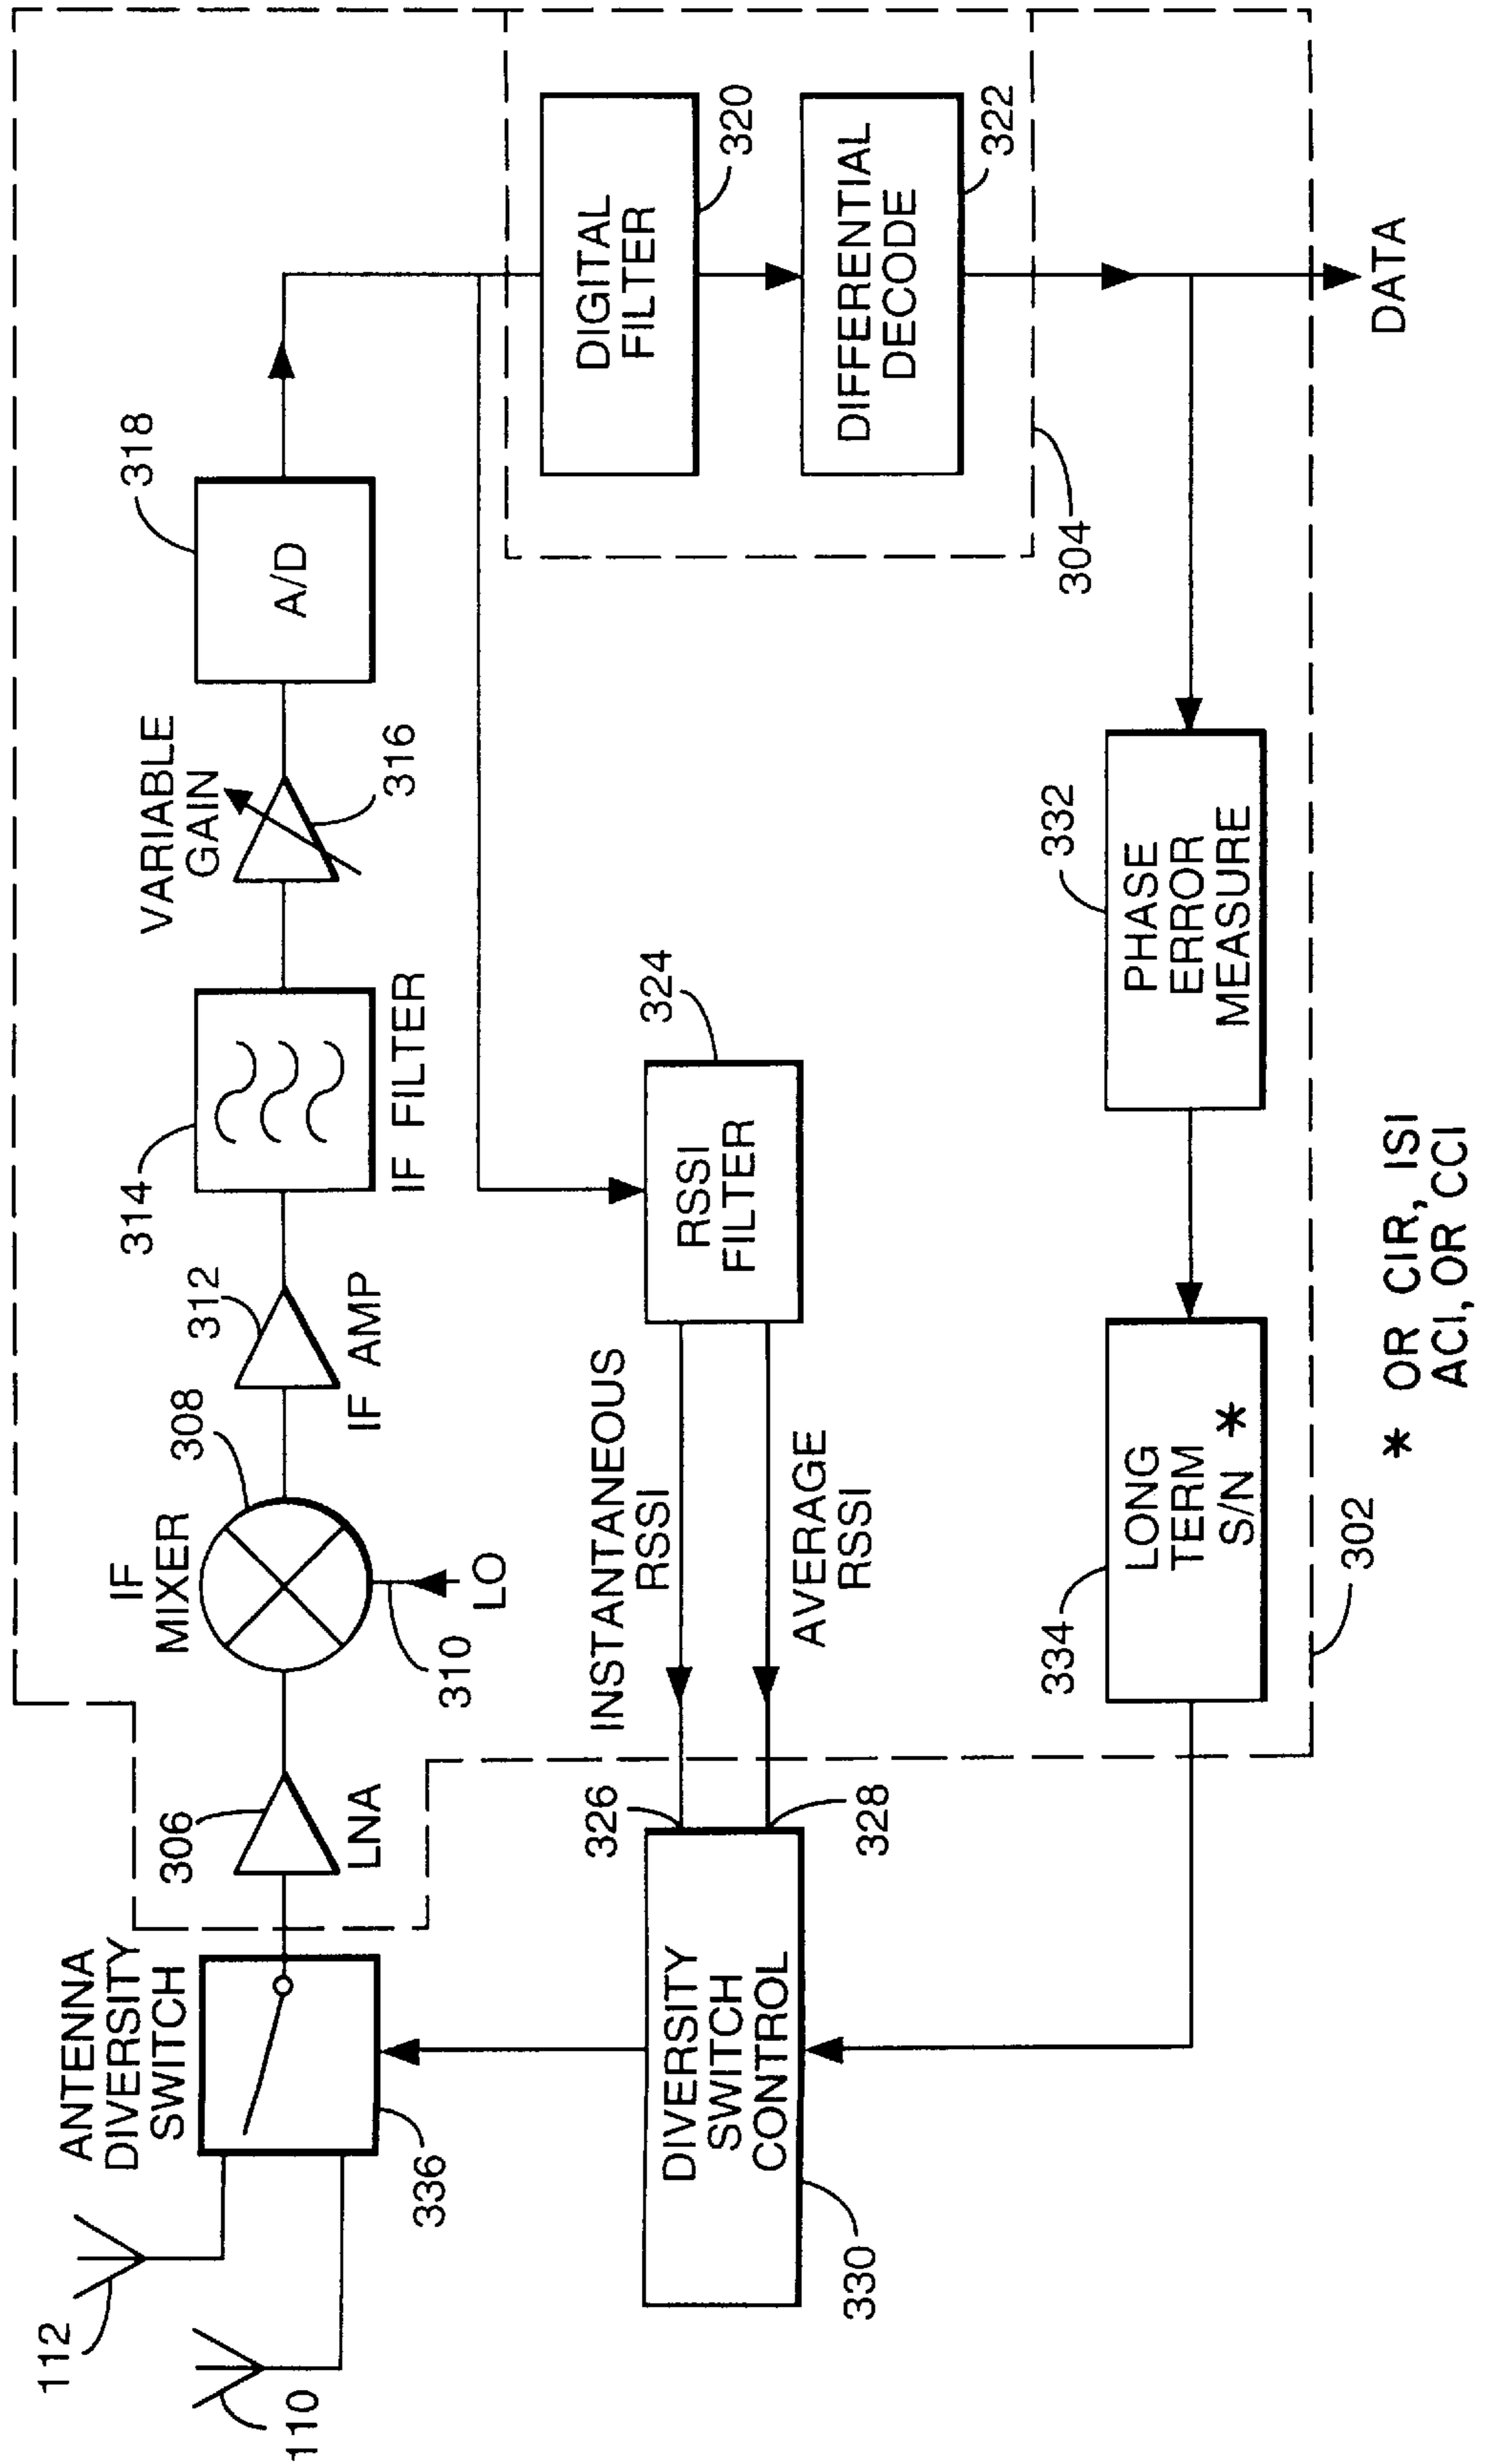 112
110
ANTENNA
DIVERSITY
SWITCH
336
306
LNA
IF
MIXER
308
310
LO
312
IF AMP
314
IF FILTER
VARIABLE
GAIN
316
318
A/D
DIGITAL
FILTER
320
DIFFERENTIAL
DECODE
322
304
DATA
324
RSSI
FILTER
INSTANTANEOUS
RSSI
AVERAGE
RSSI
326
328
DIVERSITY
SWITCH
CONTROL
330
332
PHASE
ERROR
MEASURE
334
LONG
TERM
S/N *
302
* OR CIR, ISI
ACI, OR CCI